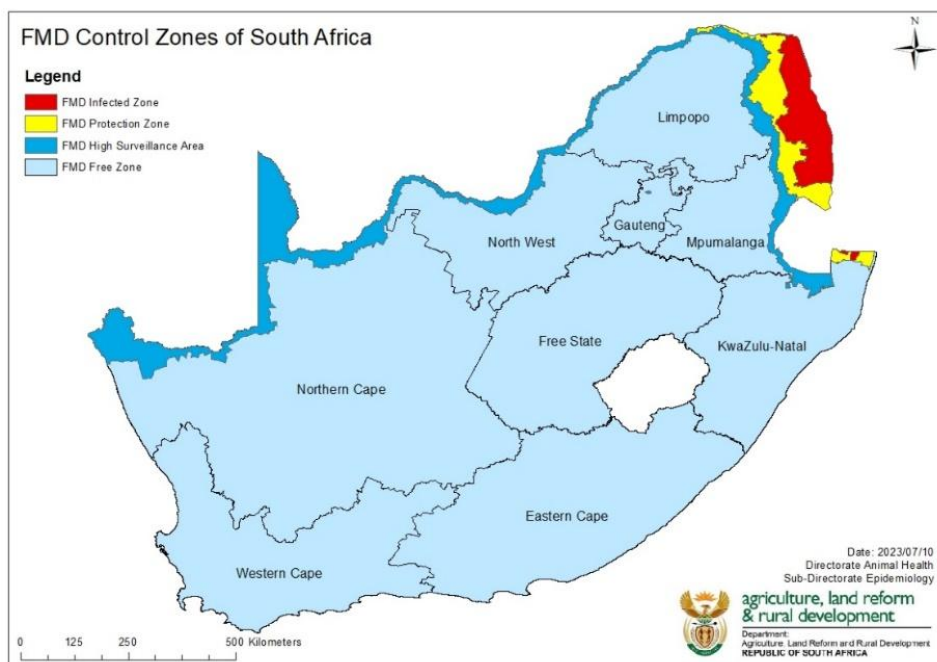 FMD Control Zones of South Africa
N
Legend
FMD Infected Zone
FMD Protection Zone
FMD High Surveillance Area
FMD Free Zone
Limpopo
Gauteng
North West
Mpumalanga
Free State
KwaZulu-Natal
Northern Cape
Eastern Cape
Western Cape
Date: 2023/07/10
Directorate Animal Health
Sub-Directorate Epidemiology
agriculture, land reform
& rural development
Department:
Agriculture, Land Reform and Rural Development
REPUBLIC OF SOUTH AFRICA
0 125 250 500 Kilometers